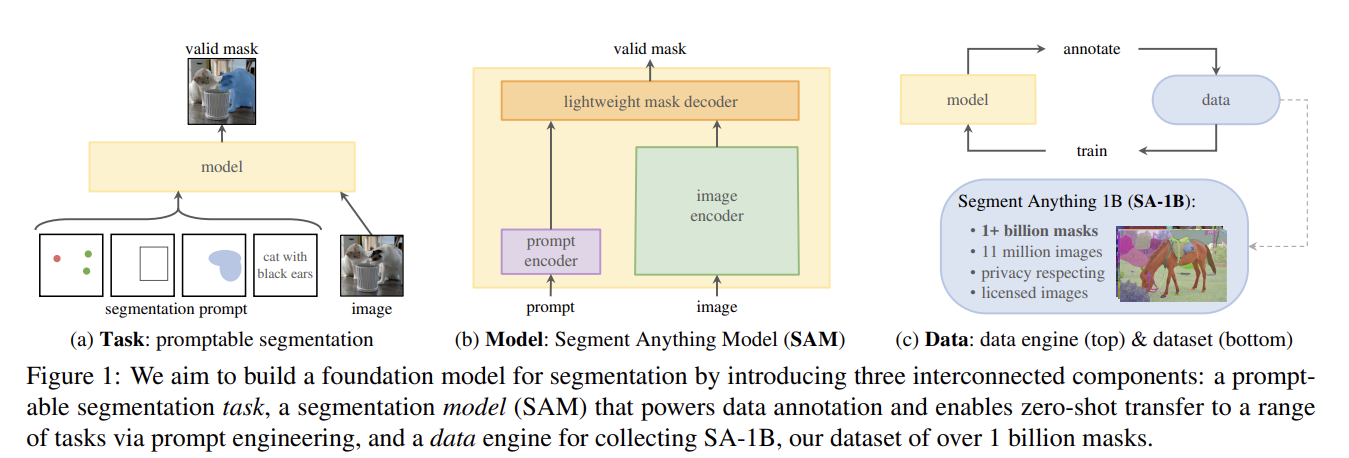 valid mask
model
cat with
black ears
segmentation prompt
image
(a) Task: promptable segmentation
valid mask
lightweight mask decoder
image
encoder
prompt
encoder
prompt
image
(b) Model: Segment Anything Model (SAM)
annotate
model
data
train
Segment Anything 1B (SA-1B):
• 1+ billion masks
• 11 million images
• privacy respecting
• licensed images
(c) Data: data engine (top) & dataset (bottom)
Figure 1: We aim to build a foundation model for segmentation by introducing three interconnected components: a prompt-
able segmentation task, a segmentation model (SAM) that powers data annotation and enables zero-shot transfer to a range
of tasks via prompt engineering, and a data engine for collecting SA-1B, our dataset of over 1 billion masks.